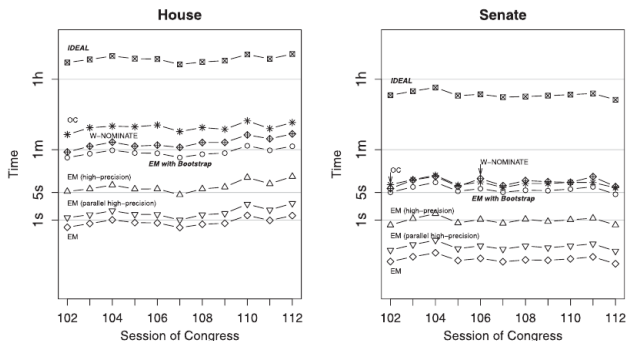 House
Senate
IDEAL
OC
W-NOMINATE
EM with Bootstrap
EM (high-precision)
EM (parallel high-precision)
EM
1h
1m
5s
1s
Time
102 104 106 108 110 112
Session of Congress
IDEAL
OC
W-NOMINATE
EM with Bootstrap
EM (high-precision)
EM (parallel high-precision)
EM
1h
1m
5s
1s
Time
102 104 106 108 110 112
Session of Congress